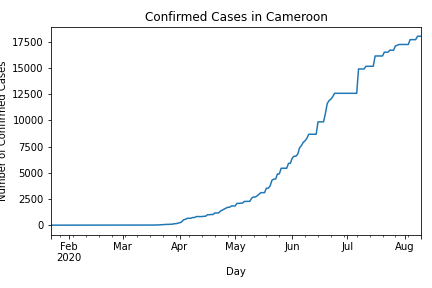 Confirmed Cases in Cameroon
Number of Confirmed Cases
17500
15000
12500
10000
7500
5000
2500
0
Feb
2020
Mar
Apr
May
Jun
Jul
Aug
Day